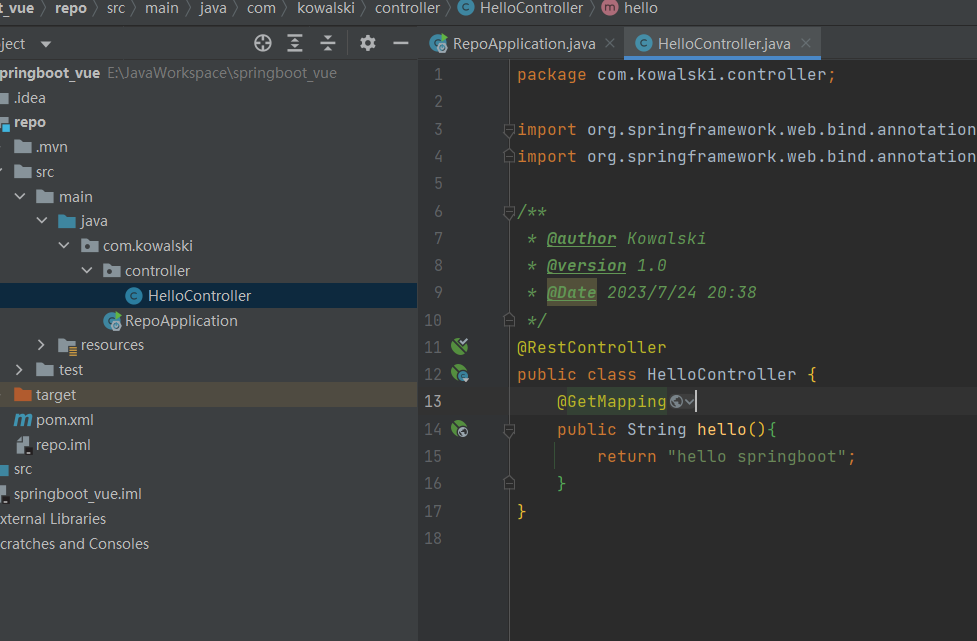 t_vue repo src main java com kowalski controller HelloController hello
ject
RepoApplication.java HelloController.java
pringboot_vue E:\JavaWorkspace\springboot_vue
.idea
repo
.mvn
src
main
java
com.kowalski
controller
HelloController
RepoApplication
resources
test
target
pom.xml
repo.iml
src
springboot_vue.iml
xternal Libraries
cratches and Consoles
1 package com.kowalski.controller;
2
3 import org.springframework.web.bind.annotation
4 import org.springframework.web.bind.annotation
5
6 /**
7 * @author Kowalski
8 * @version 1.0
9 * @Date 2023/7/24 20:38
10 */
11 @RestController
12 public class HelloController {
13 @GetMapping
14 public String hello(){
15 return "hello springboot";
16 }
17 }
18